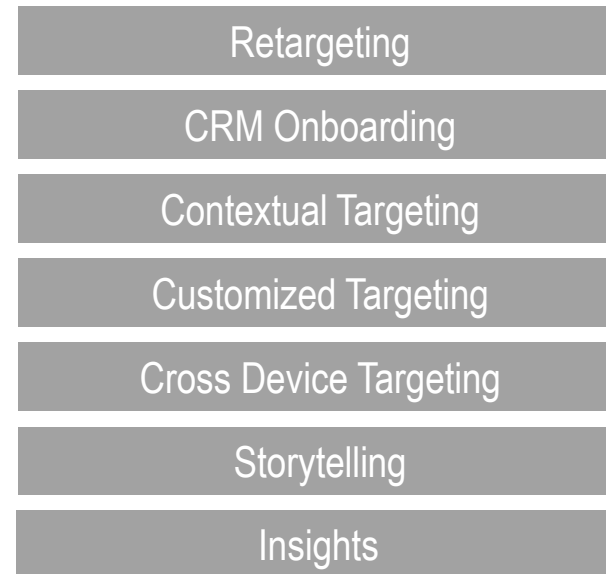 Retargeting
CRM Onboarding
Contextual Targeting
Customized Targeting
Cross Device Targeting
Storytelling
Insights